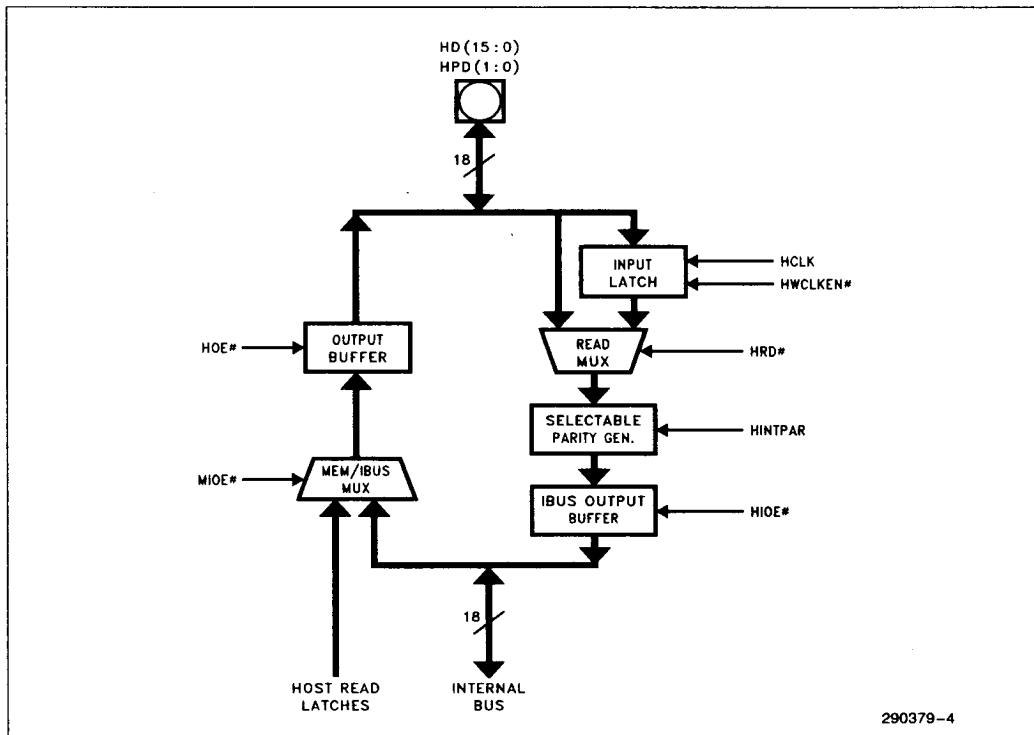 HD(15:0)
HPD(1:0)
18
INPUT
LATCH
HCLK
HWCLKEN#
HOE#
OUTPUT
BUFFER
READ
MUX
HRD#
SELECTABLE
PARITY GEN.
HINTPAR
MIOE#
MEM/IBUS
MUX
IBUS OUTPUT
BUFFER
HIOE#
18
HOST READ
LATCHES
INTERNAL
BUS
290379-4